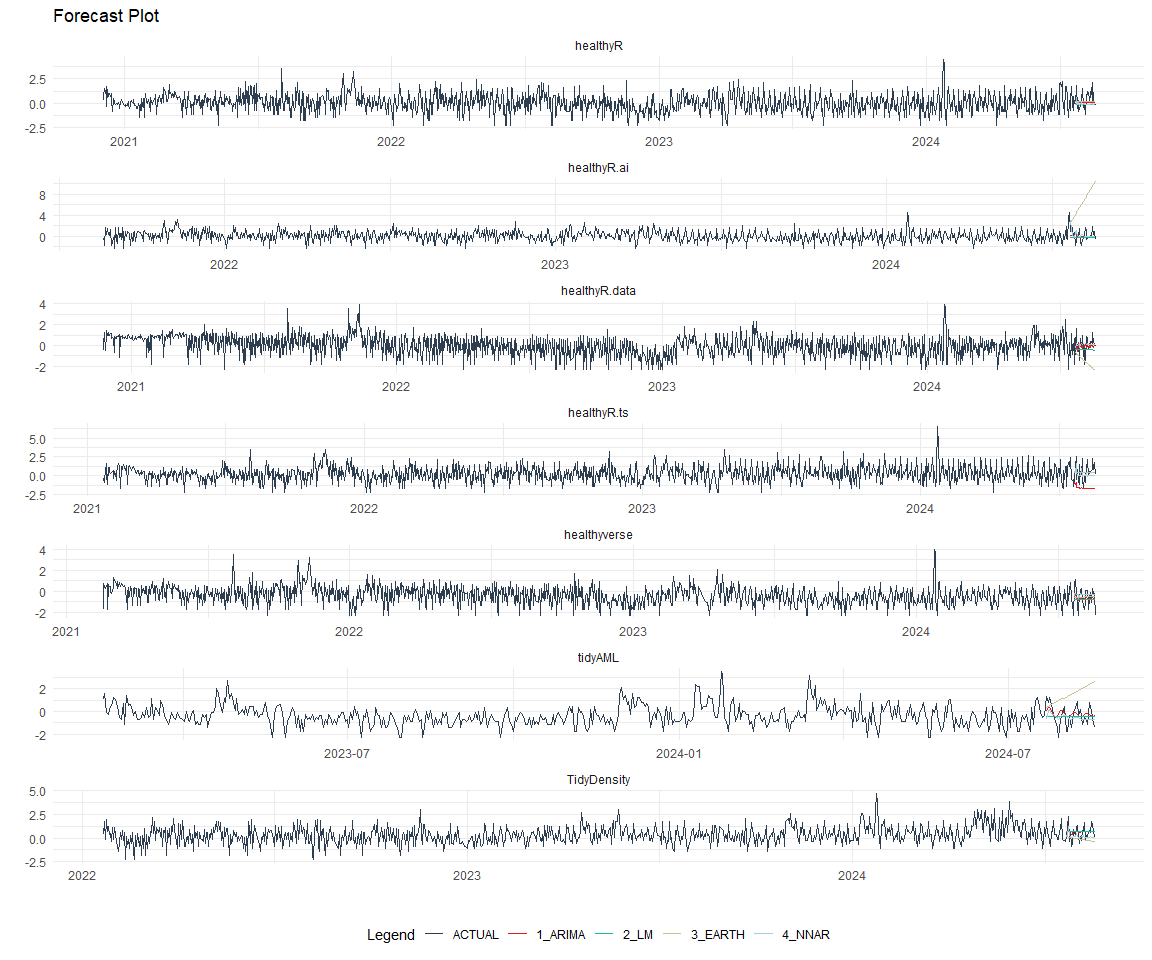 Forecast Plot
healthyR
2.5
0.0
-2.5
2021 2022 2023 2024
healthyR.ai
8
4
0
2022 2023 2024
healthyR.data
4
2
0
-2
2021 2022 2023 2024
healthyR.ts
5.0
2.5
0.0
-2.5
2021 2022 2023 2024
healthyverse
4
2
0
-2
2021 2022 2023 2024
tidyAML
2
0
-2
2023-07 2024-01 2024-07
TidyDensity
5.0
2.5
0.0
-2.5
2022 2023 2024
Legend ACTUAL 1_ARIMA 2_LM 3_EARTH 4_NNAR